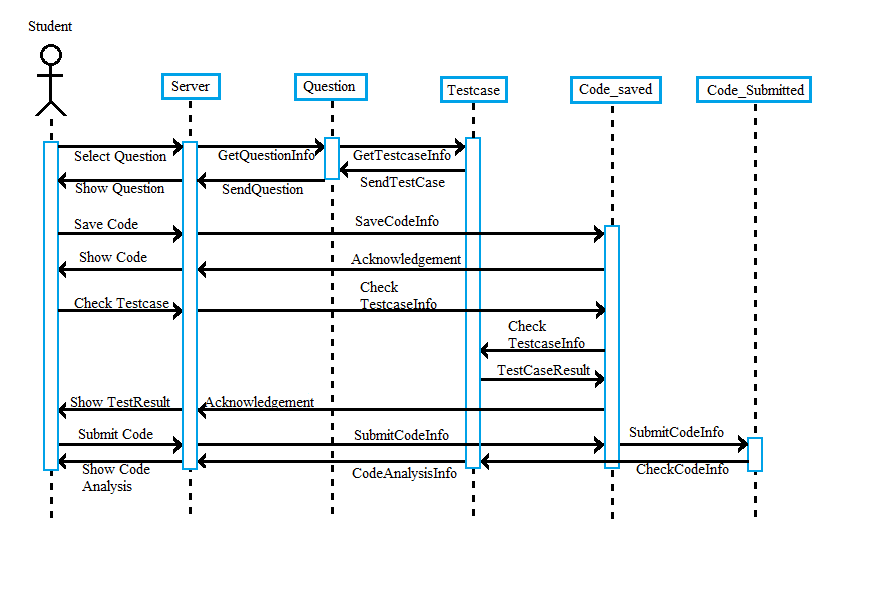 Student
Server
Question
Testcase
Code_saved
Code_Submitted
Select Question
GetQuestionInfo
GetTestcaseInfo
Show Question
SendQuestion
SendTestCase
Save Code
SaveCodeInfo
Show Code
Acknowledgement
Check Testcase
Check
TestcaseInfo
Check
TestcaseInfo
TestCaseResult
Show TestResult
Acknowledgement
Submit Code
SubmitCodeInfo
SubmitCodeInfo
Show Code
Analysis
CodeAnalysisInfo
CheckCodeInfo